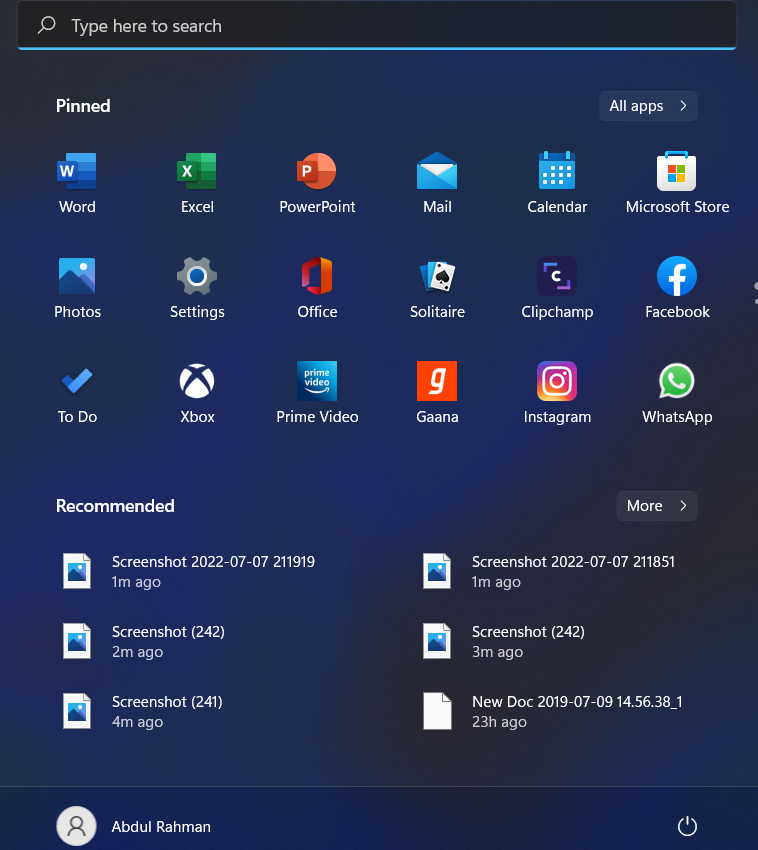 Type here to search
Pinned
All apps
W
X
P
Word
Excel
PowerPoint
Mail
Calendar
Microsoft Store
C
Photos
Settings
Office
Solitaire
Clipchamp
Facebook
prime
video
g
To Do
Xbox
Prime Video
Gaana
Instagram
WhatsApp
Recommended
More
Screenshot 2022-07-07 211919
1m ago
Screenshot 2022-07-07 211851
1m ago
Screenshot (242)
2m ago
Screenshot (242)
3m ago
Screenshot (241)
4m ago
New Doc 2019-07-09 14.56.38_1
23h ago
Abdul Rahman